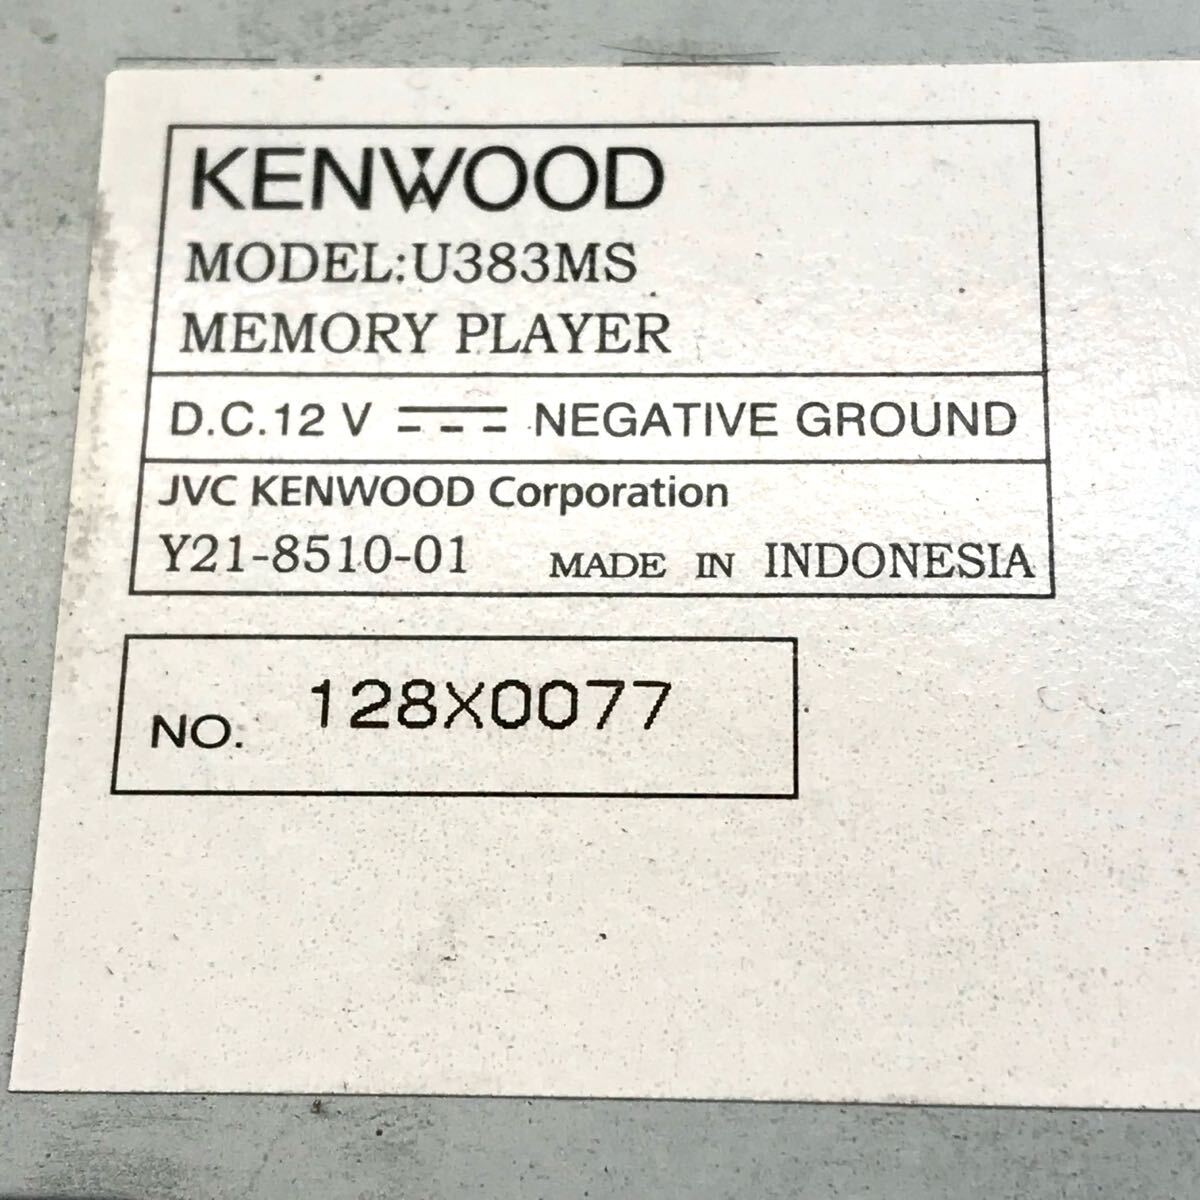 KENWOOD
MODEL:U383MS
MEMORY PLAYER
D.C.12 V NEGATIVE GROUND
JVC KENWOOD Corporation
Y21-8510-01 MADE IN INDONESIA
NO. 128X0077